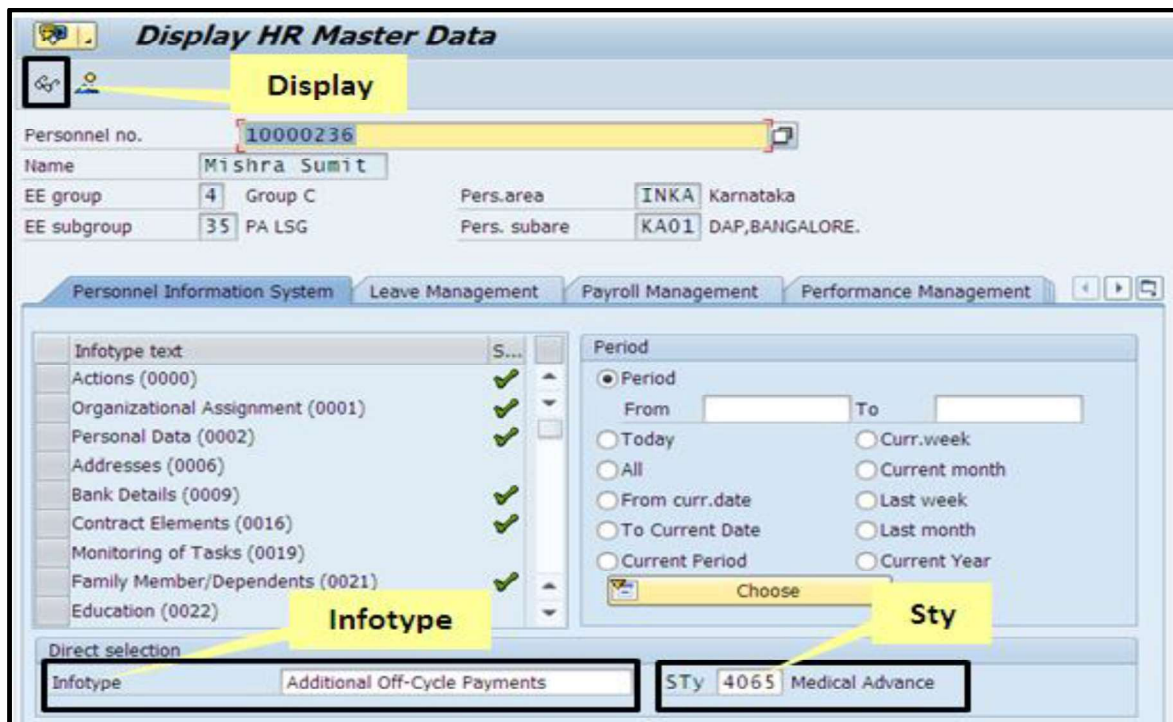 Display HR Master Data
Display
Personnel no. 10000236
Name Mishra Sumit
EE group 4 Group C Pers.area INKA Karnataka
EE subgroup 35 PA LSG Pers. subare KA01 DAP,BANGALORE.
Personnel Information System Leave Management Payroll Management Performance Management
Infotype text S...
Actions (0000)
Organizational Assignment (0001)
Personal Data (0002)
Addresses (0006)
Bank Details (0009)
Contract Elements (0016)
Monitoring of Tasks (0019)
Family Member/Dependents (0021)
Education (0022)
Period
Period
From To
Today Curr.week
All Current month
From curr.date Last week
To Current Date Last month
Current Period Current Year
Choose
Infotype
Sty
Direct selection
Infotype Additional Off-Cycle Payments STy 4065 Medical Advance